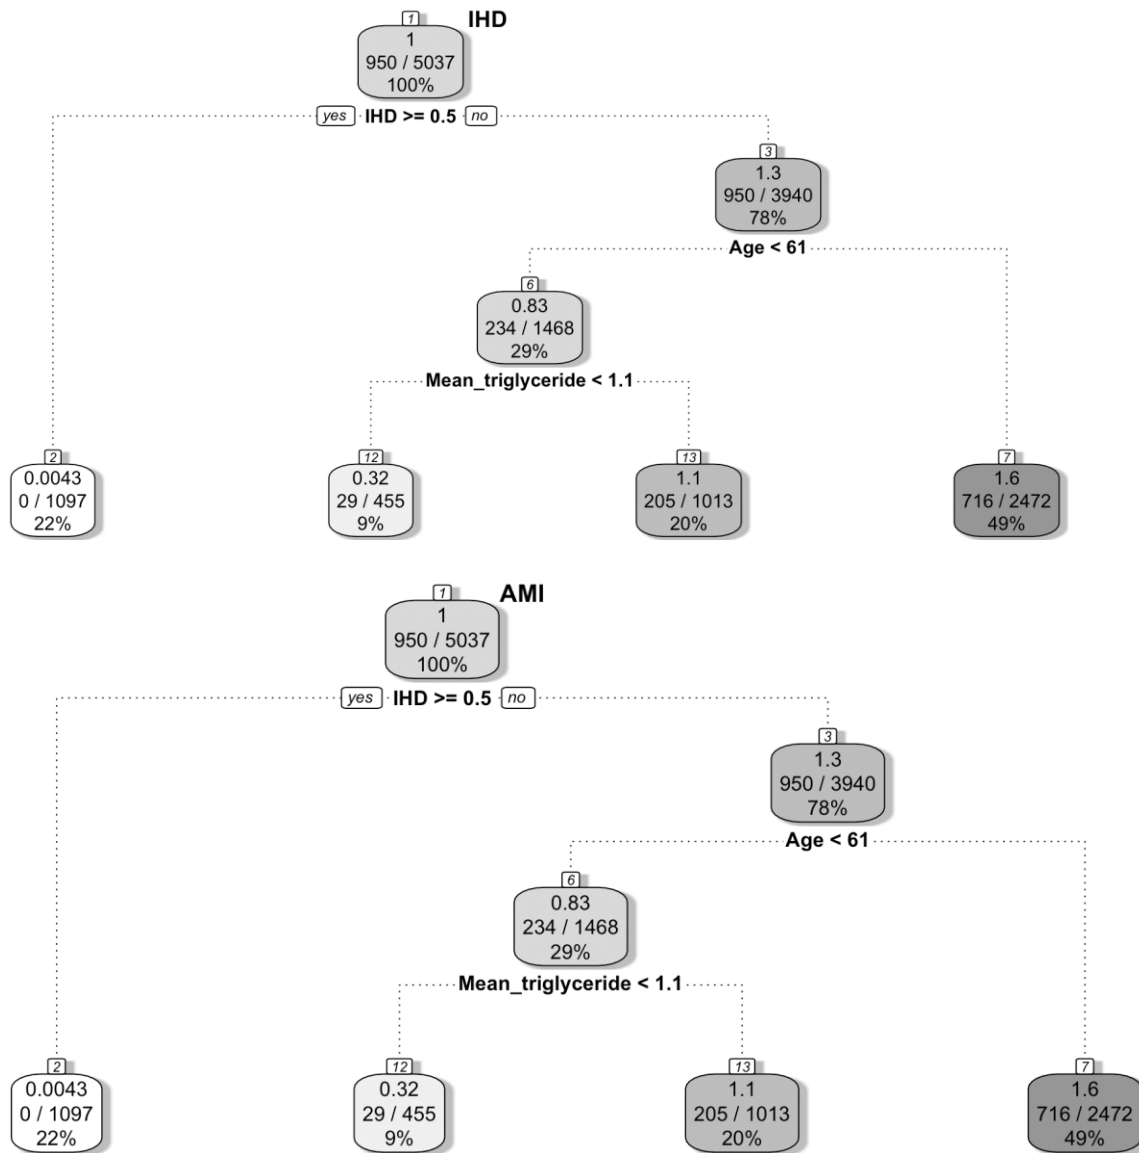 1
IHD
1
950 / 5037
100%
yes IHD >= 0.5 no
3
1.3
950 / 3940
78%
Age < 61
6
0.83
234 / 1468
29%
Mean_triglyceride < 1.1
2
0.0043
0 / 1097
22%
12
0.32
29 / 455
9%
13
1.1
205 / 1013
20%
7
1.6
716 / 2472
49%
1
AMI
1
950 / 5037
100%
yes IHD >= 0.5 no
3
1.3
950 / 3940
78%
Age < 61
6
0.83
234 / 1468
29%
Mean_triglyceride < 1.1
2
0.0043
0 / 1097
22%
12
0.32
29 / 455
9%
13
1.1
205 / 1013
20%
7
1.6
716 / 2472
49%